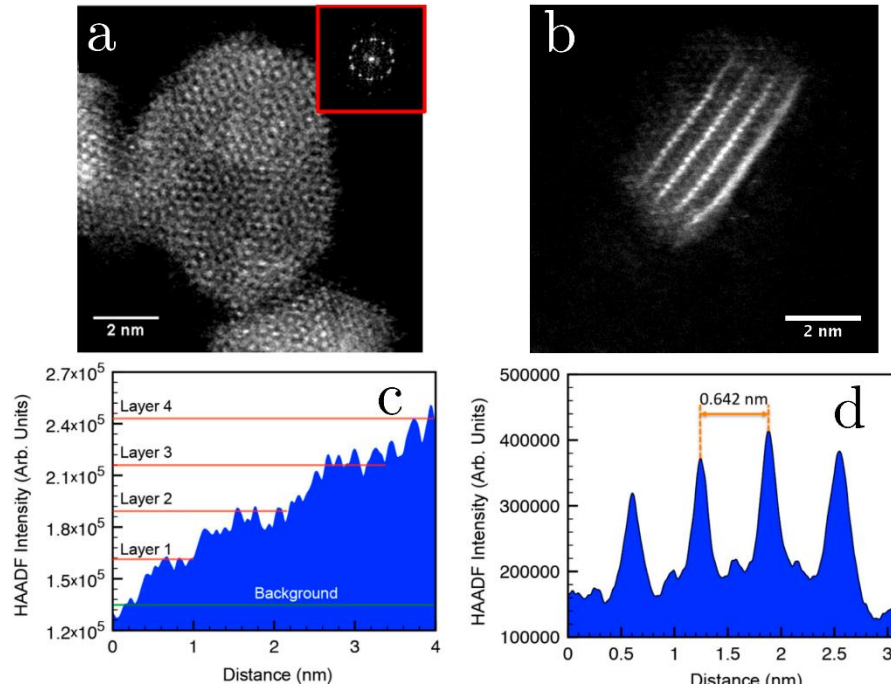 a
2 nm
b
2 nm
c
HAADF Intensity (Arb. Units)
2.7×10⁵
2.4×10⁵
2.1×10⁵
1.8×10⁵
1.5×10⁵
1.2×10⁵
Layer 4
Layer 3
Layer 2
Layer 1
Background
0 1 2 3 4
Distance (nm)
d
HAADF Intensity (Arb. Units)
500000
400000
300000
200000
100000
0.642 nm
0 0.5 1 1.5 2 2.5 3
Distance (nm)